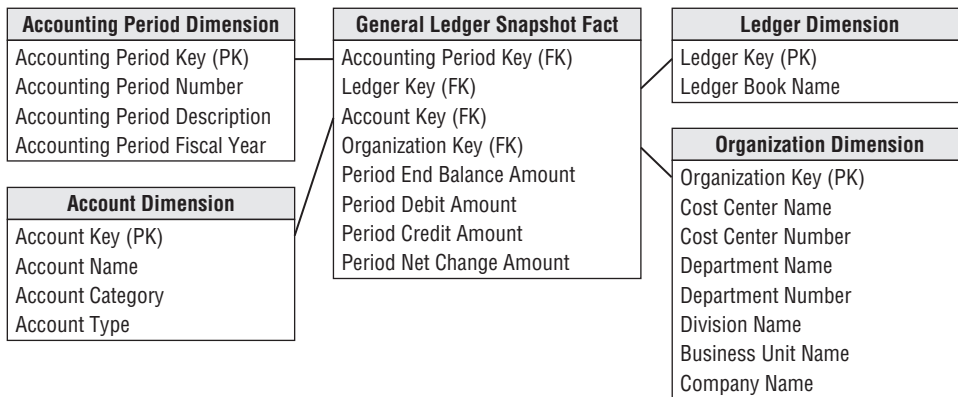 Accounting Period Dimension
Accounting Period Key (PK)
Accounting Period Number
Accounting Period Description
Accounting Period Fiscal Year
Account Dimension
Account Key (PK)
Account Name
Account Category
Account Type
General Ledger Snapshot Fact
Accounting Period Key (FK)
Ledger Key (FK)
Account Key (FK)
Organization Key (FK)
Period End Balance Amount
Period Debit Amount
Period Credit Amount
Period Net Change Amount
Ledger Dimension
Ledger Key (PK)
Ledger Book Name
Organization Dimension
Organization Key (PK)
Cost Center Name
Cost Center Number
Department Name
Department Number
Division Name
Business Unit Name
Company Name